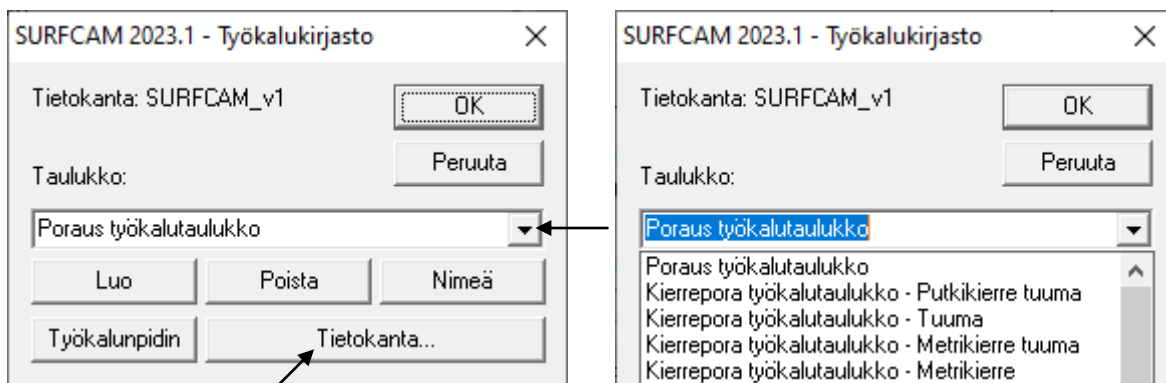 SURFCAM 2023.1 - Työkalukirjasto
Tietokanta: SURFCAM_v1
OK
Peruuta
Taulukko:
Poraus työkalutaulukko
Luo
Poista
Nimeä
Työkalunpidin
Tietokanta...
SURFCAM 2023.1 - Työkalukirjasto
Tietokanta: SURFCAM_v1
OK
Peruuta
Taulukko:
Poraus työkalutaulukko
Poraus työkalutaulukko
Kierrepora työkalutaulukko - Putkikierre tuuma
Kierrepora työkalutaulukko - Tuuma
Kierrepora työkalutaulukko - Metrikierre tuuma
Kierrepora työkalutaulukko - Metrikierre